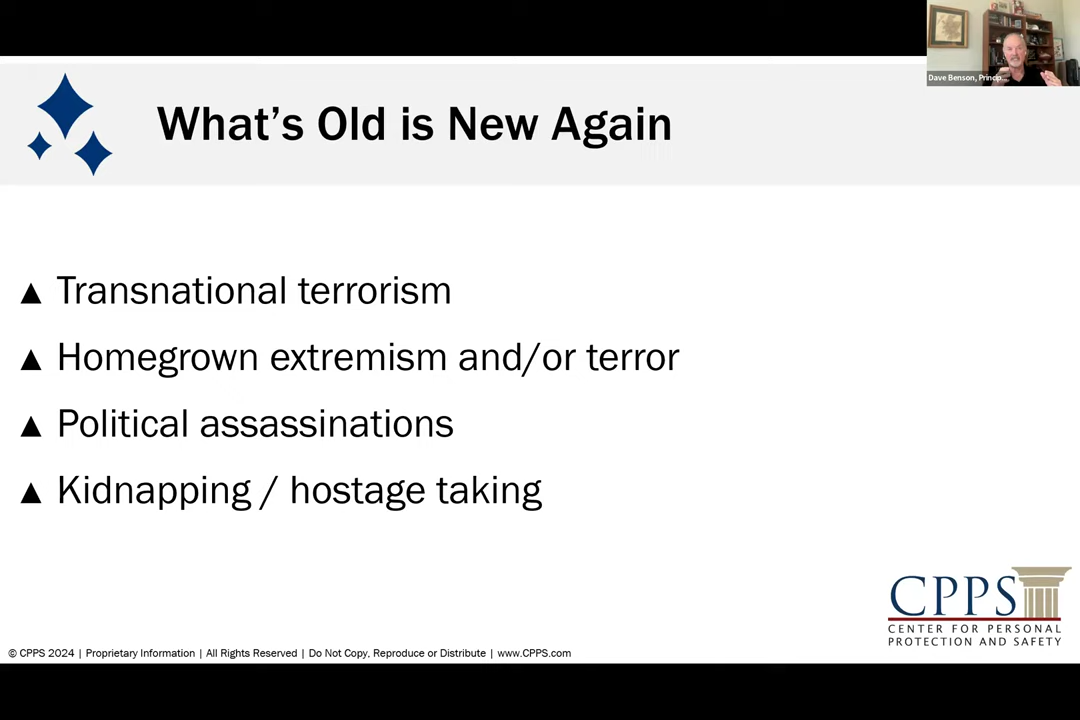 Dave Benson, Princip...
What's Old is New Again
▲ Transnational terrorism
▲ Homegrown extremism and/or terror
▲ Political assassinations
▲ Kidnapping / hostage taking
CPPS
CENTER FOR PERSONAL
PROTECTION AND SAFETY
© CPPS 2024 | Proprietary Information | All Rights Reserved | Do Not Copy, Reproduce or Distribute | www.CPPS.com